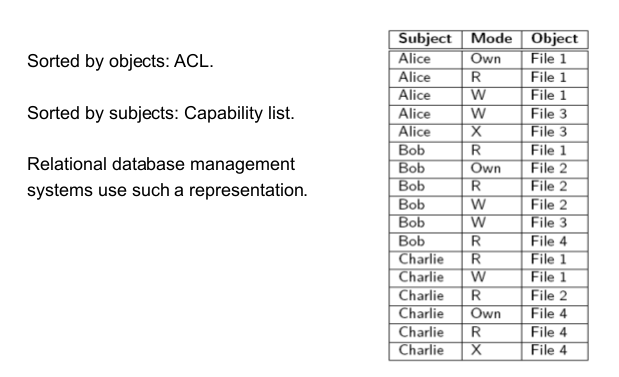 Sorted by objects: ACL.
Sorted by subjects: Capability list.
Relational database management
systems use such a representation.
Subject Mode Object
Alice Own File 1
Alice R File 1
Alice W File 1
Alice W File 3
Alice X File 3
Bob R File 1
Bob Own File 2
Bob R File 2
Bob W File 2
Bob W File 3
Bob R File 4
Charlie R File 1
Charlie W File 1
Charlie R File 2
Charlie Own File 4
Charlie R File 4
Charlie X File 4